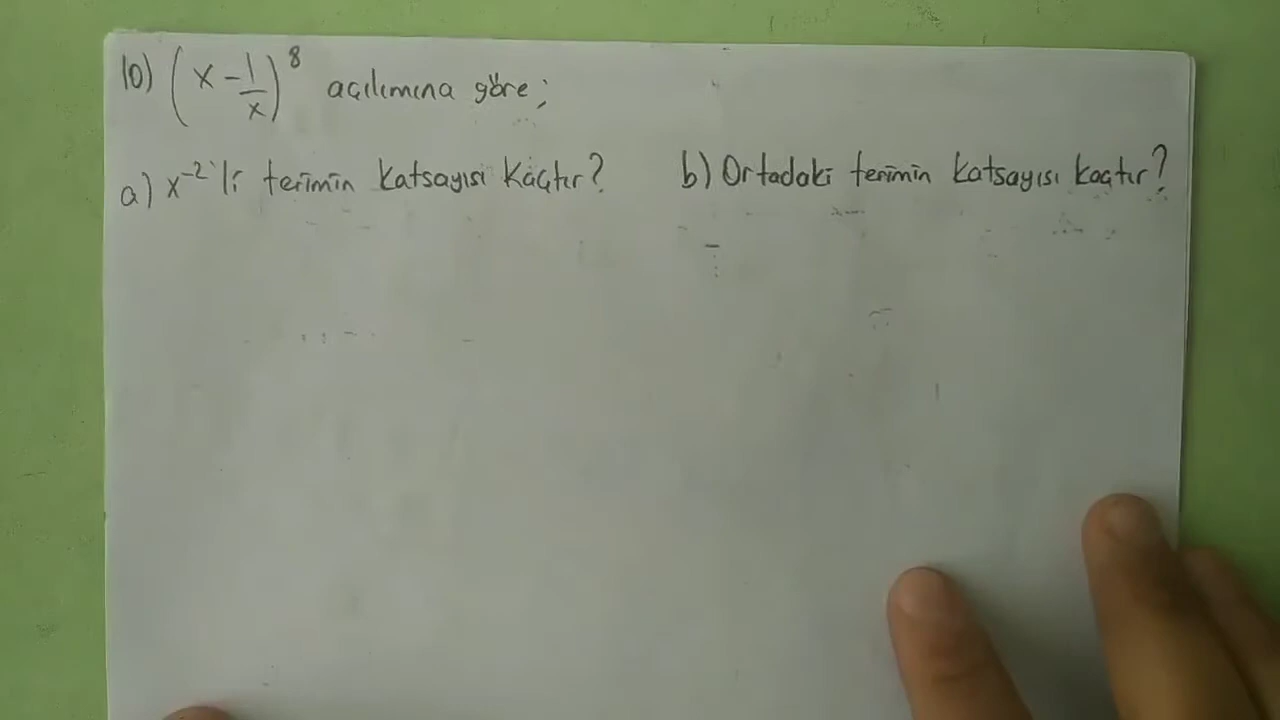 10) (x - 1/x)^8 açılımına göre;
a) x^-2'li terimin katsayısı kaçtır?
b) Ortadaki terimin katsayısı kaçtır?